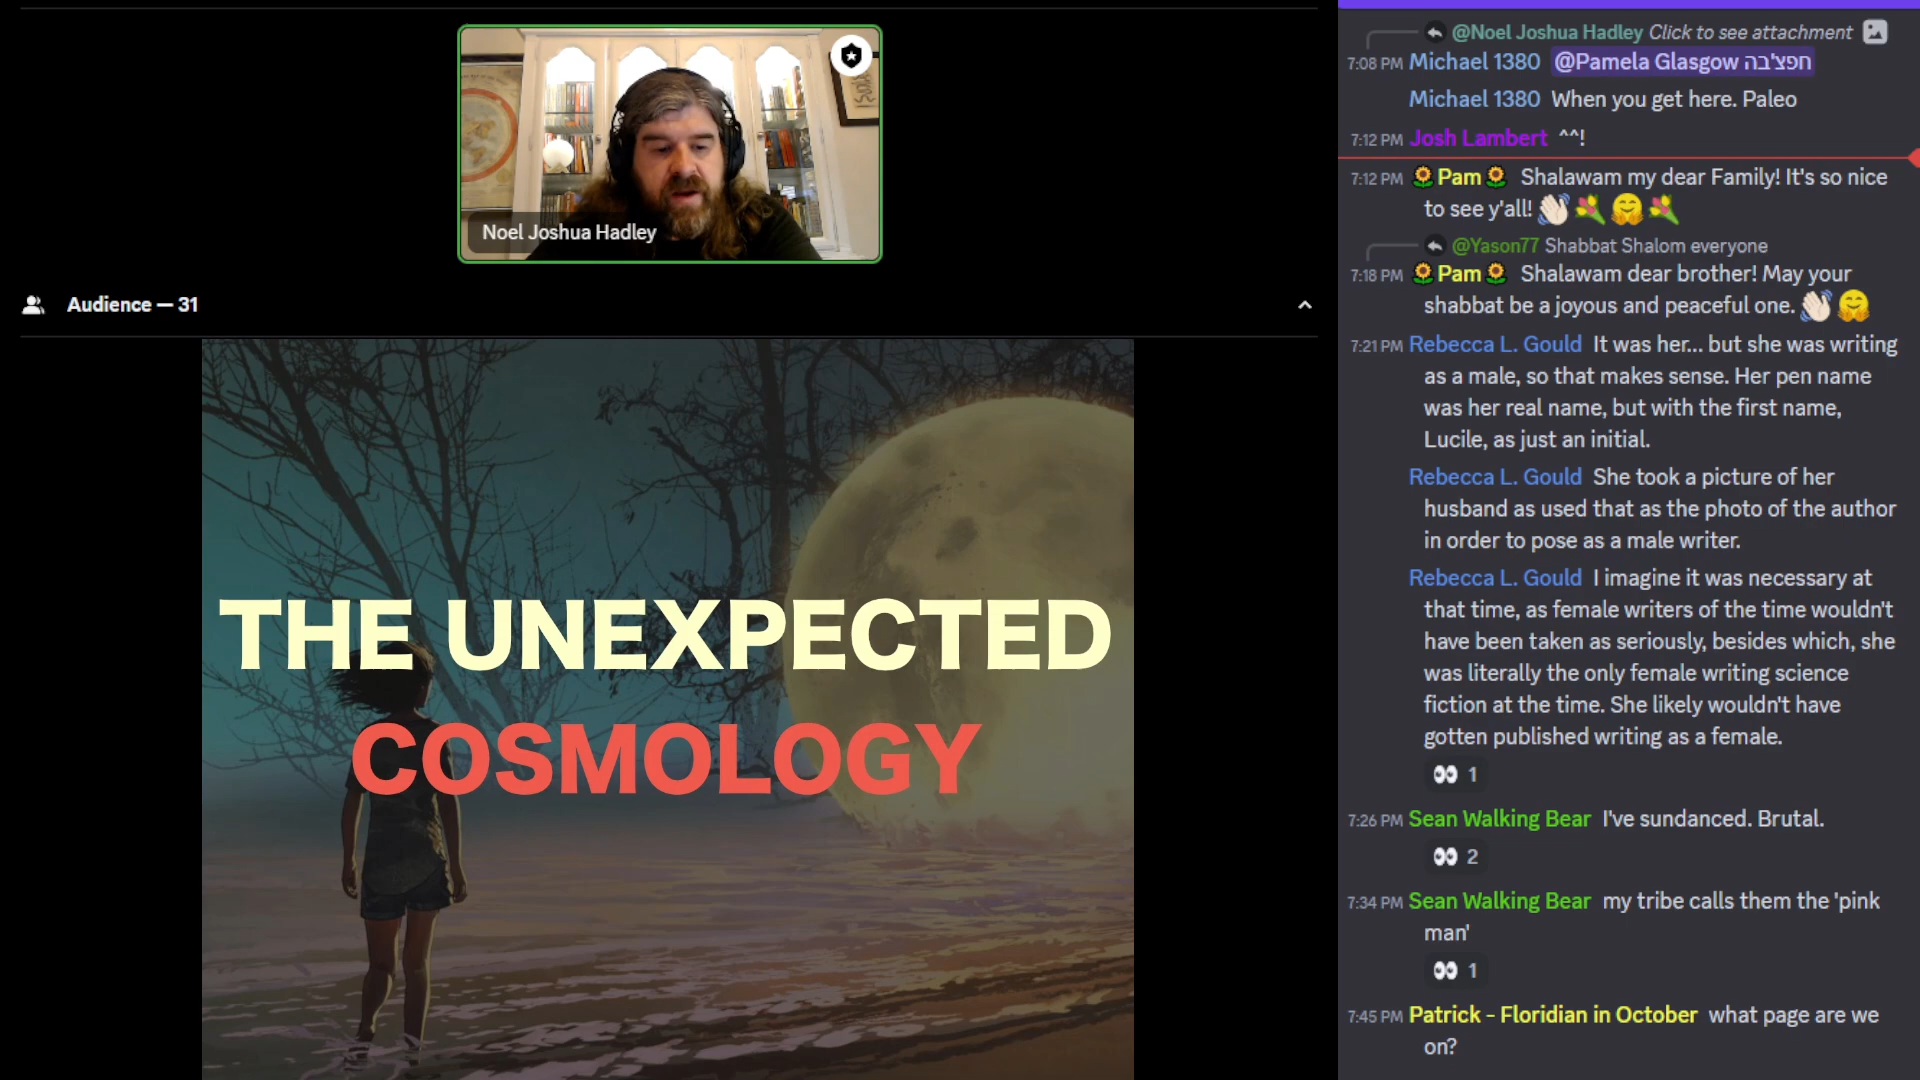 Noel Joshua Hadley
Audience — 31
THE UNEXPECTED
COSMOLOGY
@Noel Joshua Hadley Click to see attachment
7:08 PM Michael 1380 @Pamela Glasgow חפצ'בה
Michael 1380 When you get here. Paleo
7:12 PM Josh Lambert ^^!
7:12 PM 🌻Pam🌻 Shalawam my dear Family! It's so nice
to see y'all! 👋🏻💐🤗💐
@Yason77 Shabbat Shalom everyone
7:18 PM 🌻Pam🌻 Shalawam dear brother! May your
shabbat be a joyous and peaceful one. 👋🏻🤗
7:21 PM Rebecca L. Gould It was her... but she was writing
as a male, so that makes sense. Her pen name
was her real name, but with the first name,
Lucile, as just an initial.
Rebecca L. Gould She took a picture of her
husband as used that as the photo of the author
in order to pose as a male writer.
Rebecca L. Gould I imagine it was necessary at
that time, as female writers of the time wouldn't
have been taken as seriously, besides which, she
was literally the only female writing science
fiction at the time. She likely wouldn't have
gotten published writing as a female.
👀 1
7:26 PM Sean Walking Bear I've sundanced. Brutal.
👀 2
7:34 PM Sean Walking Bear my tribe calls them the 'pink
man'
👀 1
7:45 PM Patrick - Floridian in October what page are we
on?